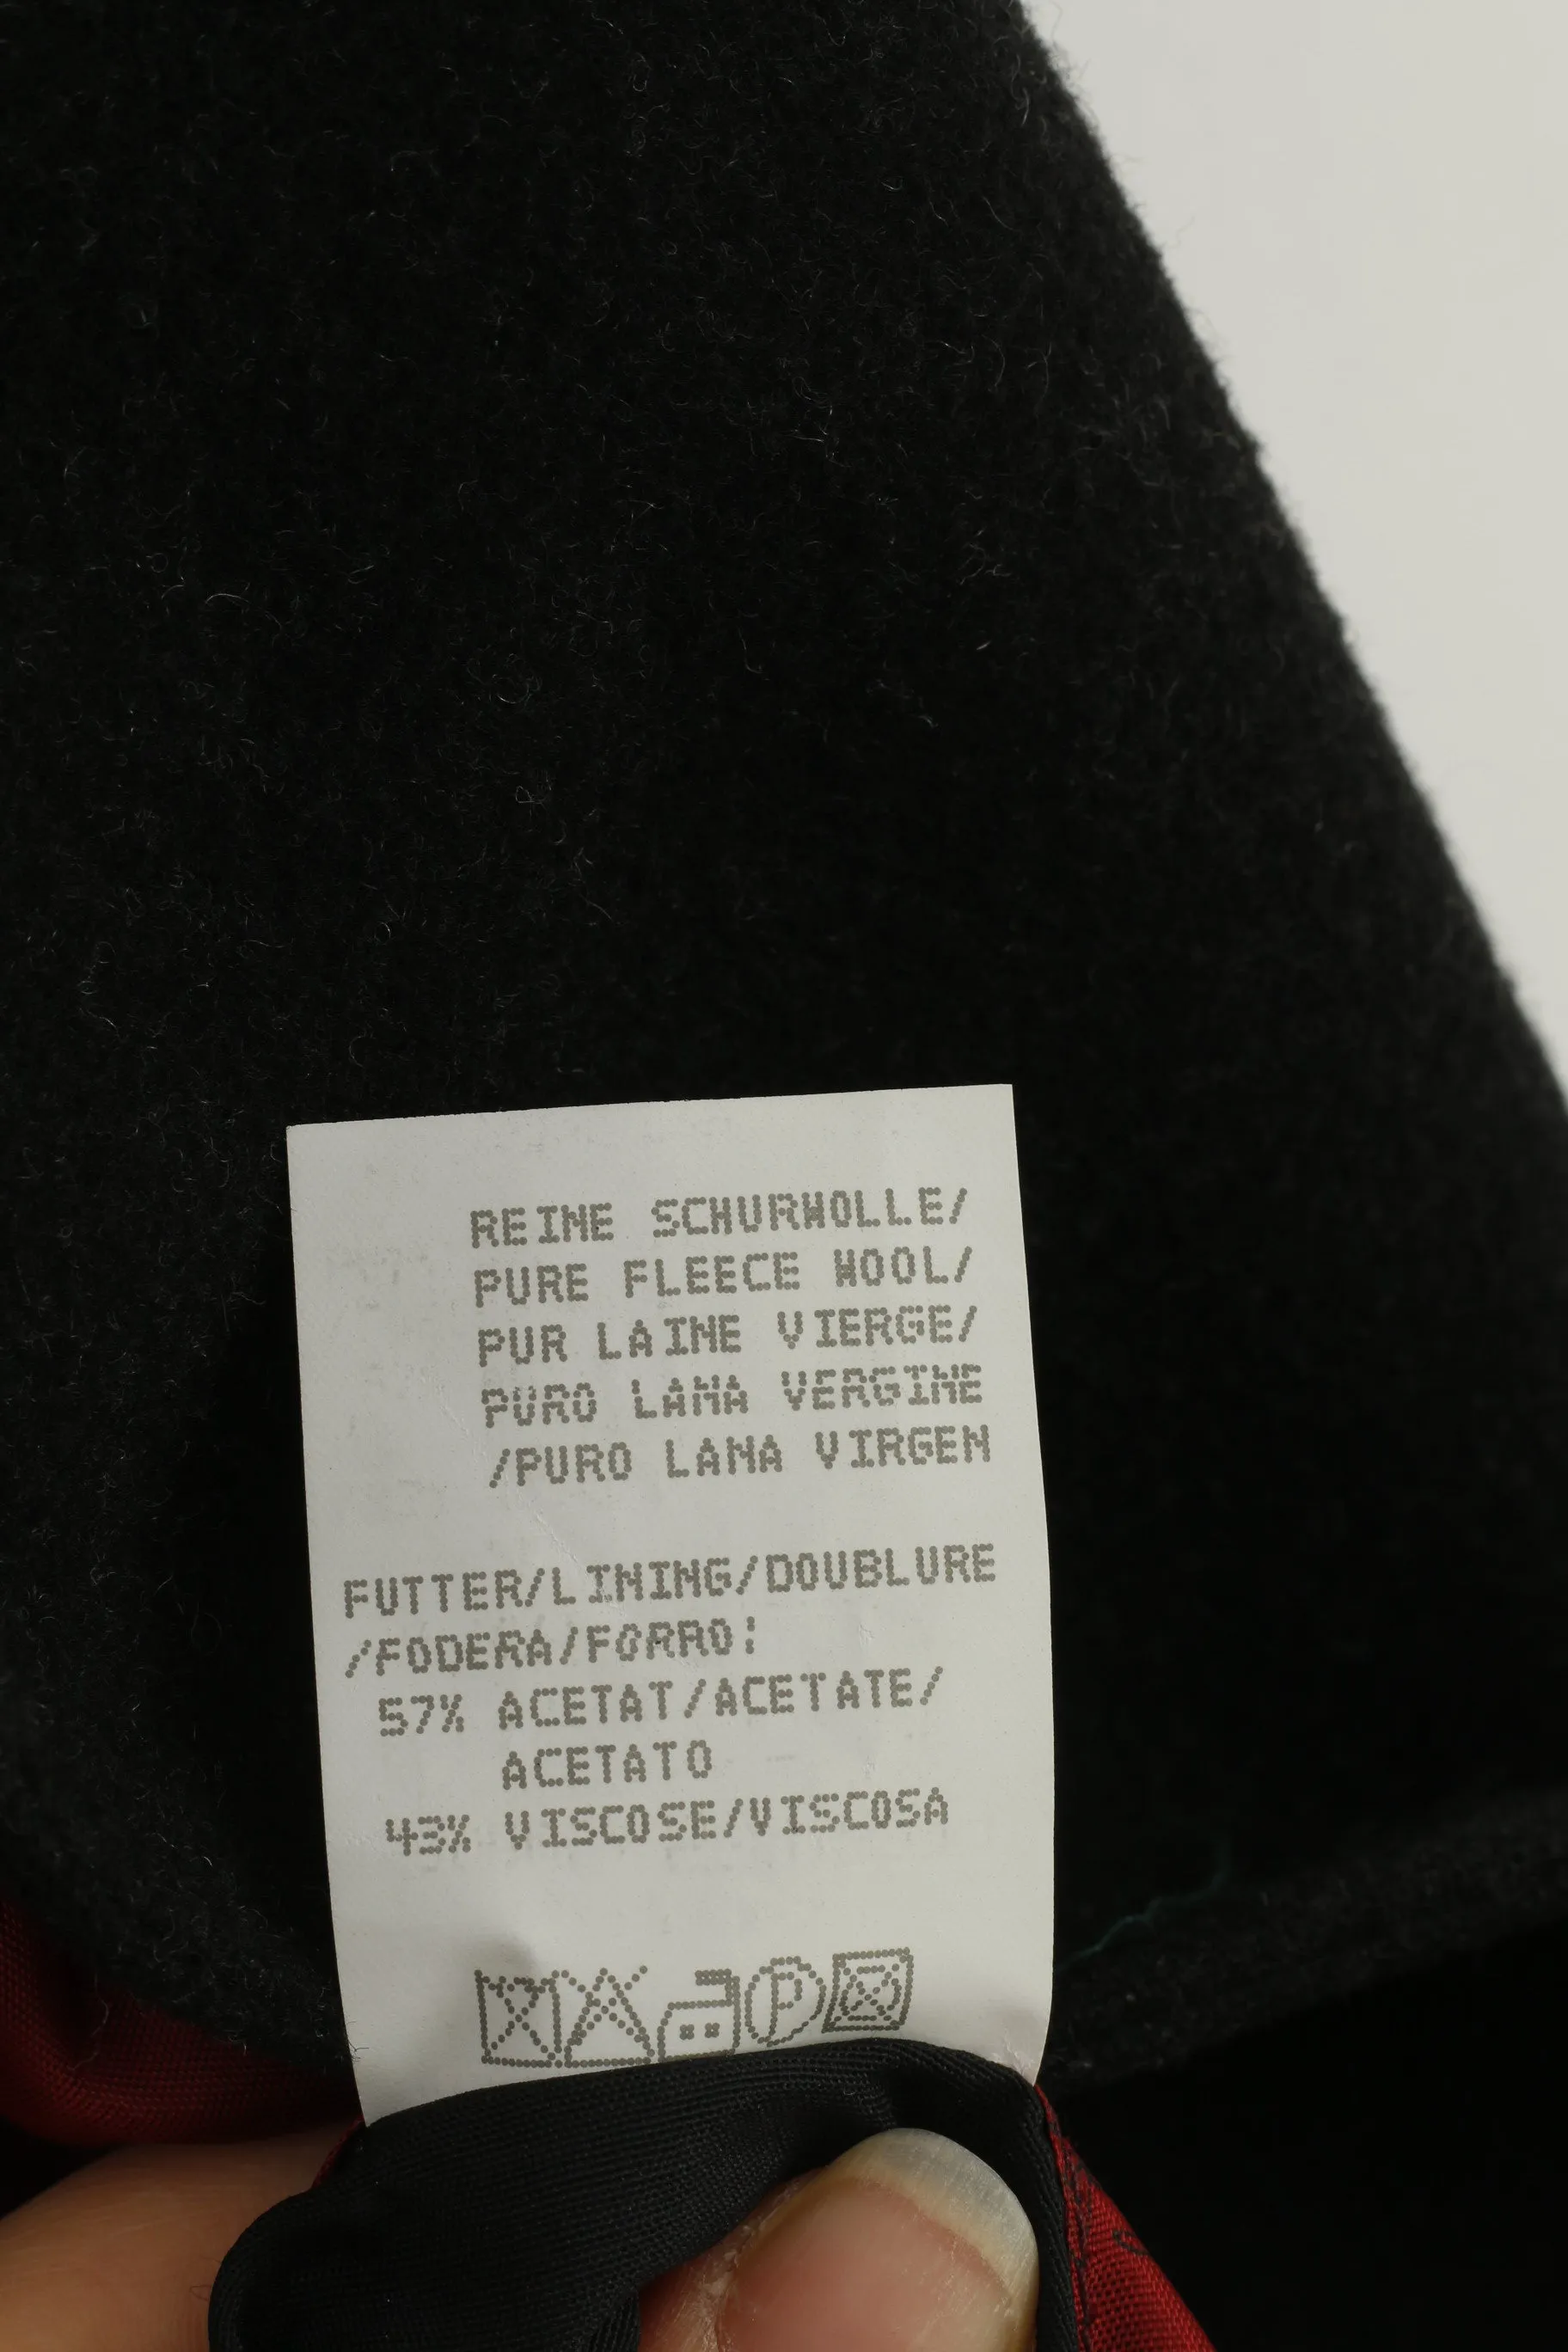 REINE SCHURWOLLE/
PURE FLEECE WOOL/
PUR LAINE VIERGE/
PURO LANA VERGINE
/PURO LANA VIRGEN
FUTTER/LINING/DOUBLURE
/FODERA/FORRO:
57% ACETAT/ACETATE/
ACETATO
43% VISCOSE/VISCOSA
P